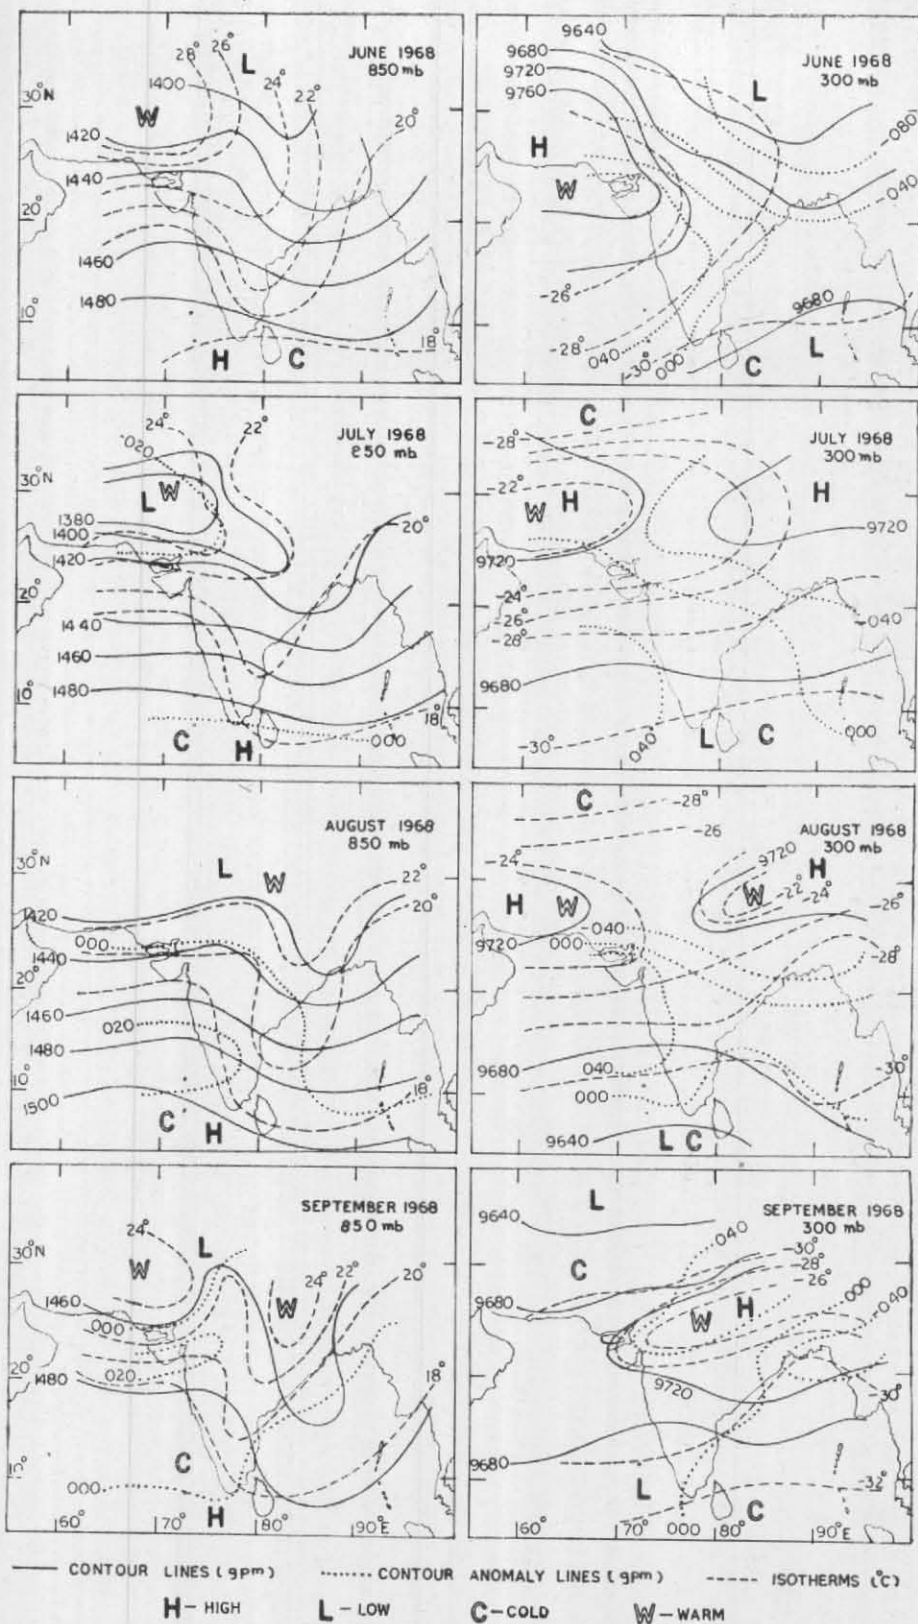 JUNE 1968
850 mb
28°
26°
L
24°
22°
20°
1400
30°N
W
1420
1440
20°
1460
1480
10°
18°
H
C
9640
9680
9720
9760
JUNE 1968
300 mb
L
H
-080
W
-040
-26°
9680
-28°
040
-30°
000
C
L
JULY 1968
850 mb
24°
22°
020
30°N
L
W
1380
1400
1420
20°
20°
1440
1460
1480
10°
18°
C
H
000
C
-28°
JULY 1968
300 mb
-22°
W
H
H
9720
9720
-24°
-26°
-28°
-040
9680
-30°
040
L
C
000
AUGUST 1968
850 mb
30°N
L
W
22°
20°
1420
000
1440
20°
1460
020
1480
10°
1500
18°
C
H
C
-28°
-26
AUGUST 1968
300 mb
-24°
9720
H
W
-22°
-24°
-26°
H
W
-040
9720
000
-28°
9680
040
000
-30°
9640
L
C
SEPTEMBER 1968
850 mb
24°
L
30°N
W
22°
20°
24°
W
1460
000
20°
1480
020
18°
C
10°
000
H
60°
70°
80°
90°E
L
9640
SEPTEMBER 1968
300 mb
040
-30°
-28°
-26°
C
000
-040
9680
W
H
9720
-30°
9680
L
-32°
C
60°
70°
000
80°
90°E
CONTOUR LINES (gpm)
CONTOUR ANOMALY LINES (gpm)
ISOTHERMS (°C)
H - HIGH
L - LOW
C - COLD
W - WARM